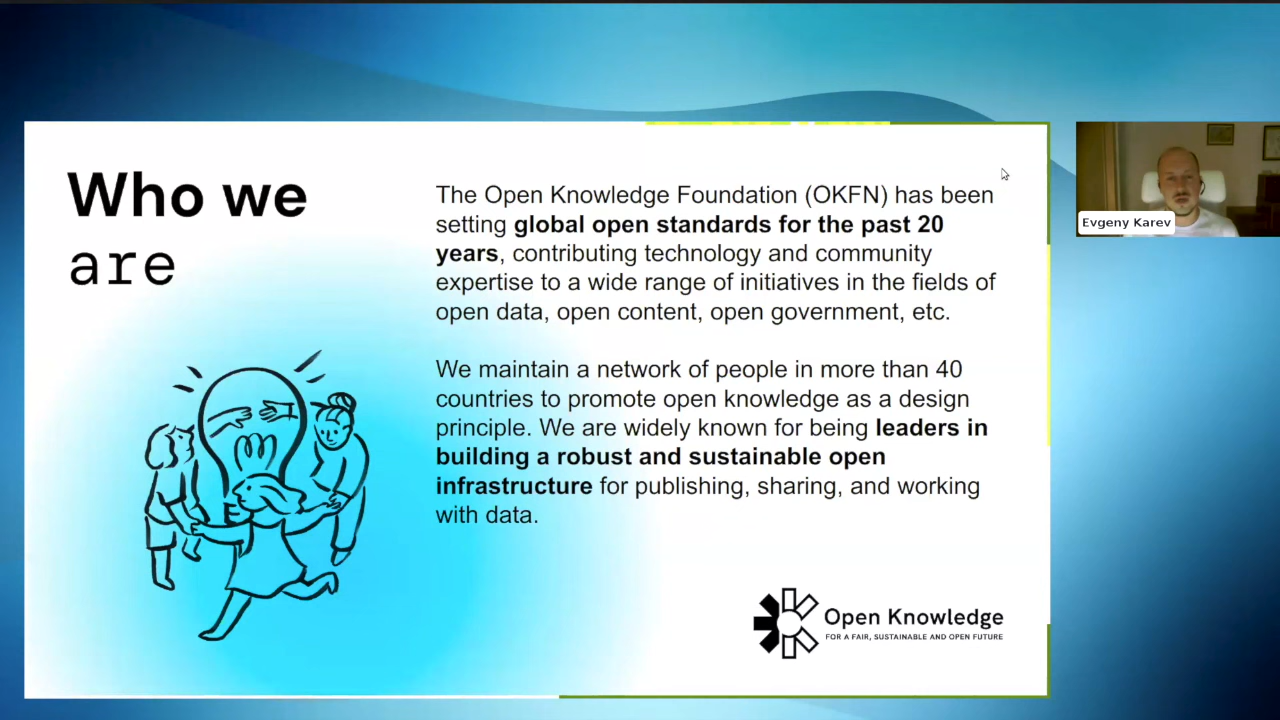 Who we
are
The Open Knowledge Foundation (OKFN) has been
setting global open standards for the past 20
years, contributing technology and community
expertise to a wide range of initiatives in the fields of
open data, open content, open government, etc.
We maintain a network of people in more than 40
countries to promote open knowledge as a design
principle. We are widely known for being leaders in
building a robust and sustainable open
infrastructure for publishing, sharing, and working
with data.
Open Knowledge
FOR A FAIR, SUSTAINABLE AND OPEN FUTURE
Evgeny Karev